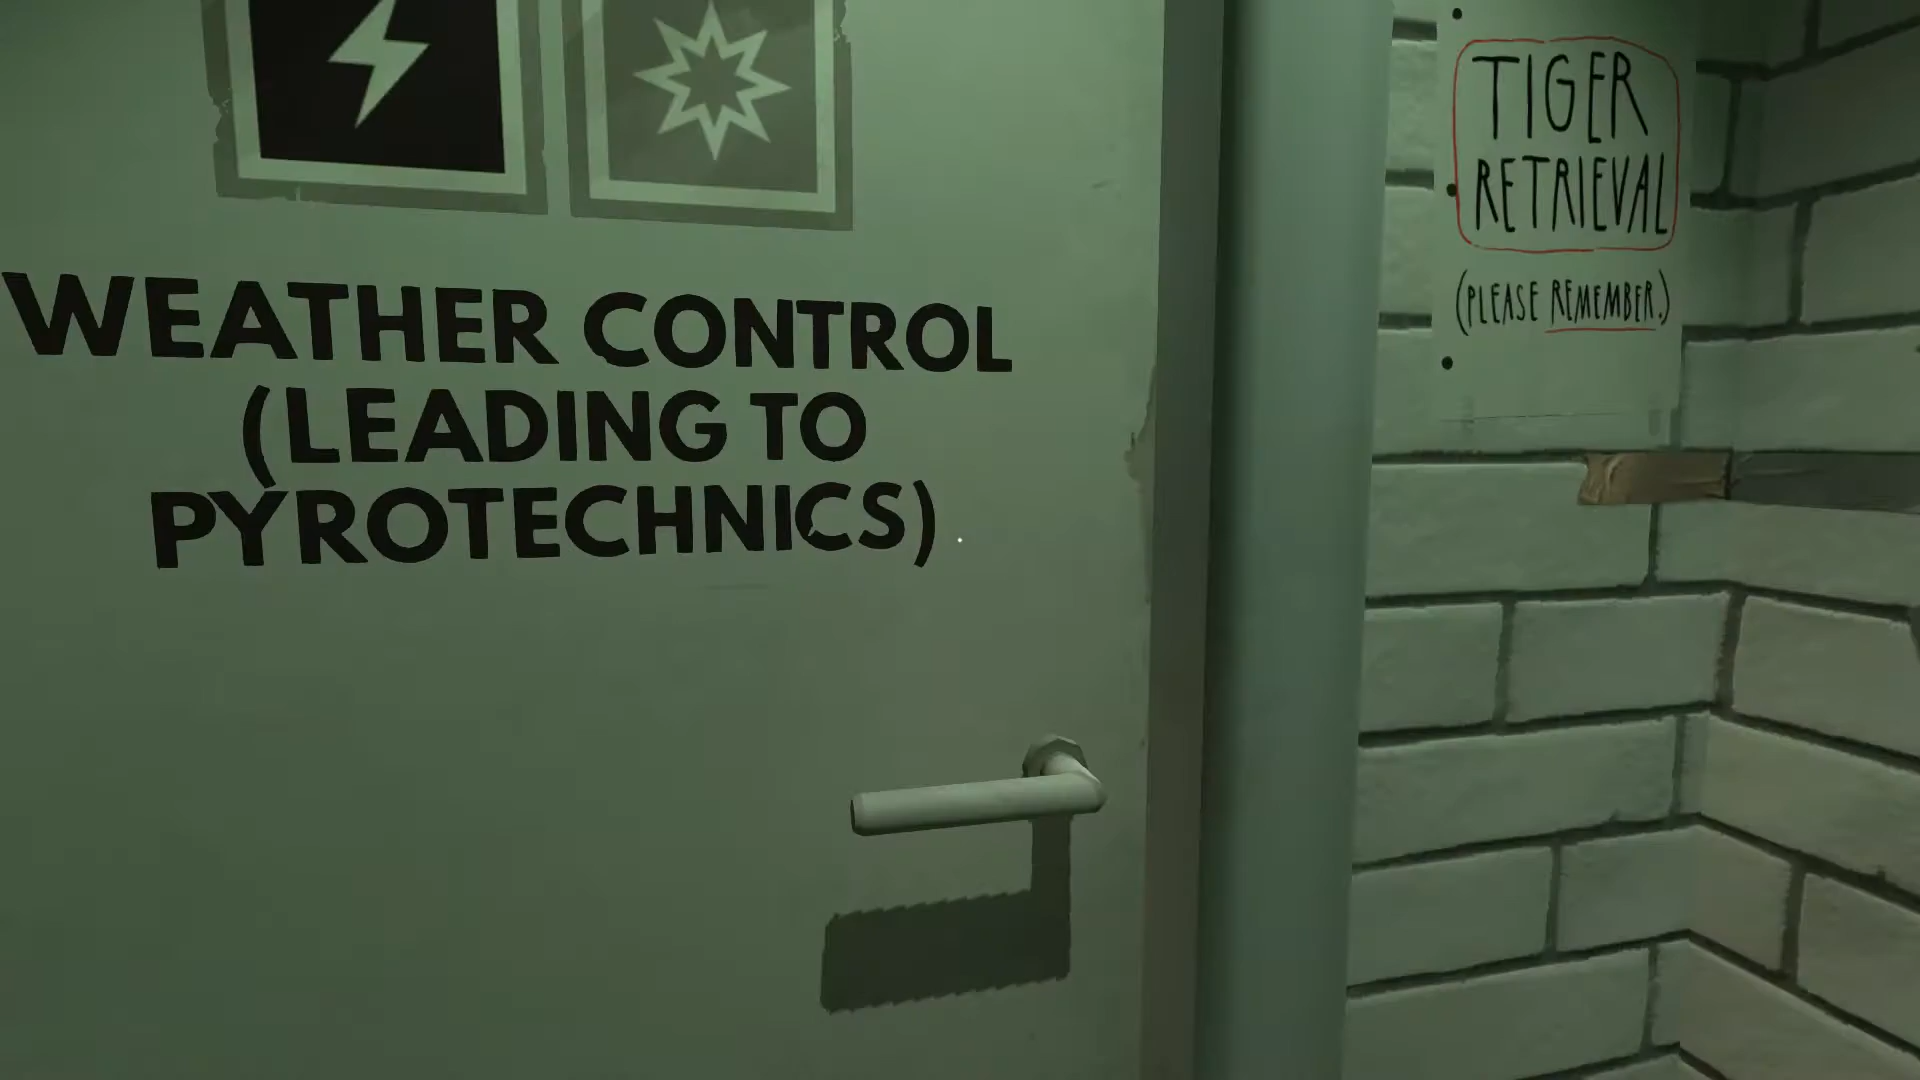 WEATHER CONTROL
(LEADING TO
PYROTECHNICS)
TIGER
RETRIEVAL
(PLEASE REMEMBER.)